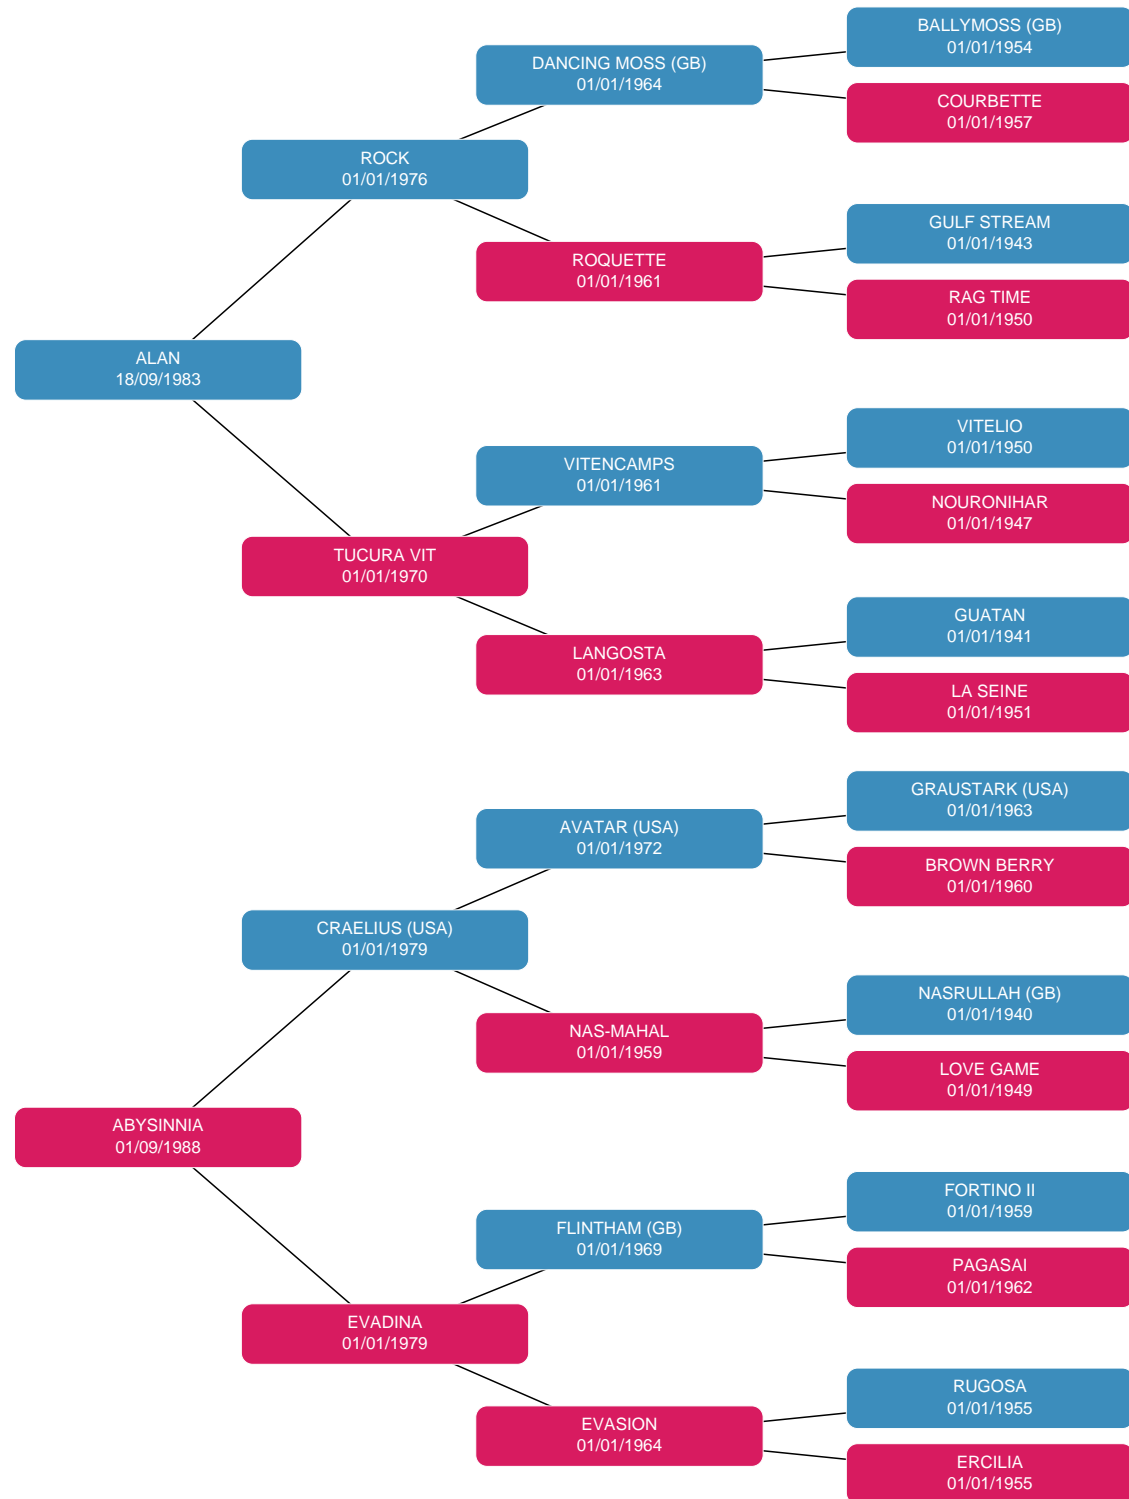 BALLYMOSS (GB)
01/01/1954
DANCING MOSS (GB)
01/01/1964
COURBETTE
01/01/1957
ROCK
01/01/1976
GULF STREAM
01/01/1943
ROQUETTE
01/01/1961
RAG TIME
01/01/1950
ALAN
18/09/1983
VITELIO
01/01/1950
VITENCAMPS
01/01/1961
NOURONIHAR
01/01/1947
TUCURA VIT
01/01/1970
GUATAN
01/01/1941
LANGOSTA
01/01/1963
LA SEINE
01/01/1951
GRAUSTARK (USA)
01/01/1963
AVATAR (USA)
01/01/1972
BROWN BERRY
01/01/1960
CRAELIUS (USA)
01/01/1979
NASRULLAH (GB)
01/01/1940
NAS-MAHAL
01/01/1959
LOVE GAME
01/01/1949
ABYSINNIA
01/09/1988
FORTINO II
01/01/1959
FLINTHAM (GB)
01/01/1969
PAGASAI
01/01/1962
EVADINA
01/01/1979
RUGOSA
01/01/1955
EVASION
01/01/1964
ERCILIA
01/01/1955